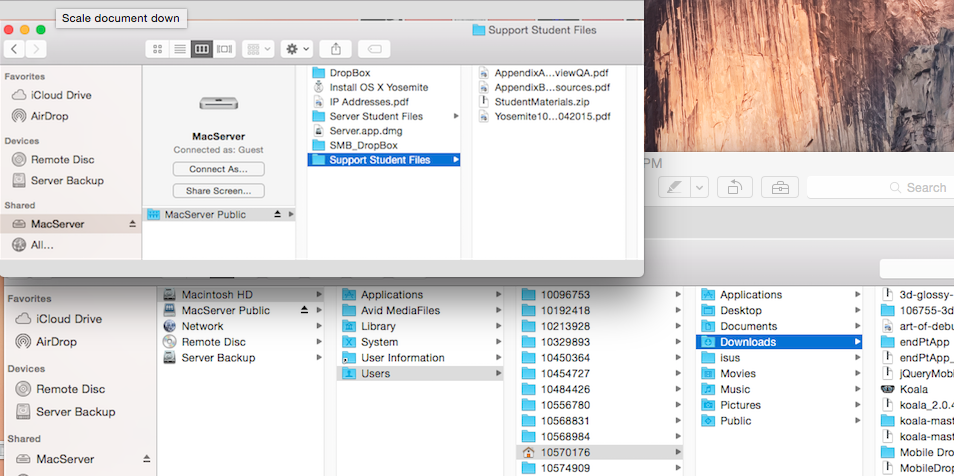 Scale document down
Support Student Files
Favorites
iCloud Drive
AirDrop
Devices
Remote Disc
Server Backup
Shared
MacServer
All...
MacServer
Connected as: Guest
Connect As...
Share Screen...
MacServer Public
DropBox
Install OS X Yosemite
IP Addresses.pdf
Server Student Files
Server.app.dmg
SMB_DropBox
Support Student Files
AppendixA...viewQA.pdf
AppendixB...sources.pdf
StudentMaterials.zip
Yosemite10...042015.pdf
PM
Search
Favorites
iCloud Drive
AirDrop
Devices
Remote Disc
Server Backup
Shared
MacServer
Macintosh HD
MacServer Public
Network
Remote Disc
Server Backup
Applications
Avid MediaFiles
Library
System
User Information
Users
10096753
10192418
10213928
10329893
10450364
10454727
10484426
10556780
10568831
10568984
10570176
10574909
Applications
Desktop
Documents
Downloads
isus
Movies
Music
Pictures
Public
3d-glossy-
106755-3d
art-of-debu
endPtApp
endPtApp_
jQueryMobi
Koala
koala_2.0.4
koala-mast
koala-mast
Mobile Drop
MobileDrop